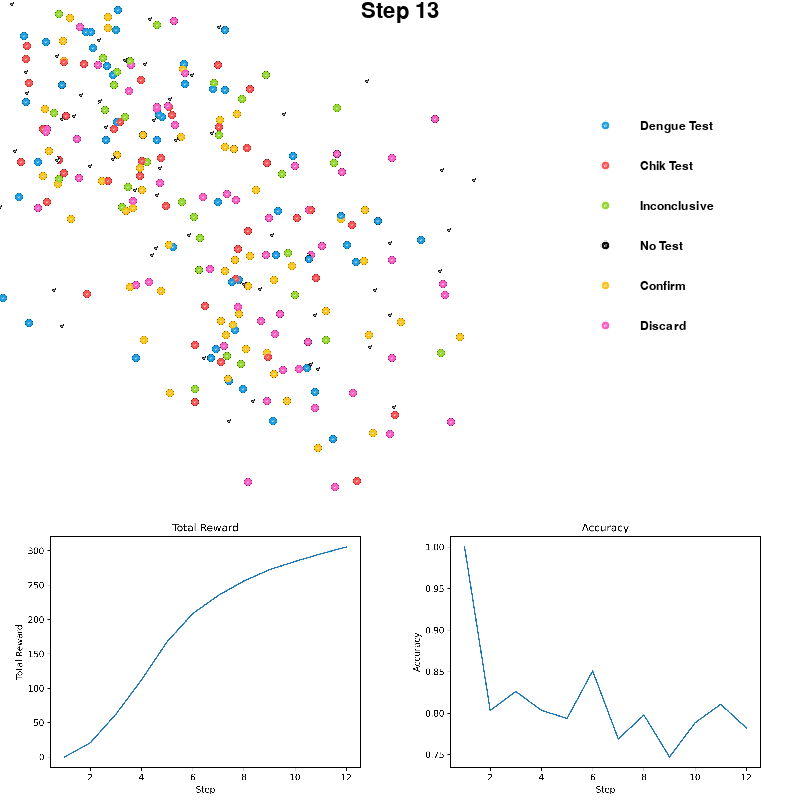 Step 13
Dengue Test
Chik Test
Inconclusive
No Test
Confirm
Discard
Total Reward
Total Reward
300
250
200
150
100
50
0
2 4 6 8 10 12
Step
Accuracy
Accuracy
1.00
0.95
0.90
0.85
0.80
0.75
2 4 6 8 10 12
Step